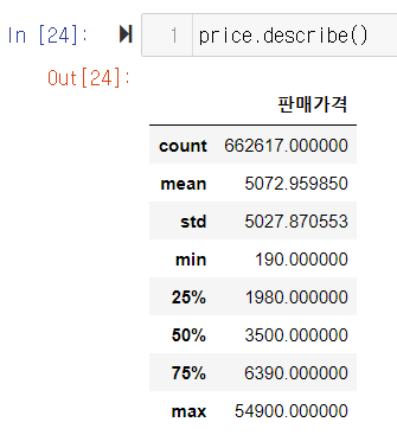 In [24]: 1 price.describe()
Out[24]:
판매가격
count 662617.000000
mean 5072.959850
std 5027.870553
min 190.000000
25% 1980.000000
50% 3500.000000
75% 6390.000000
max 54900.000000